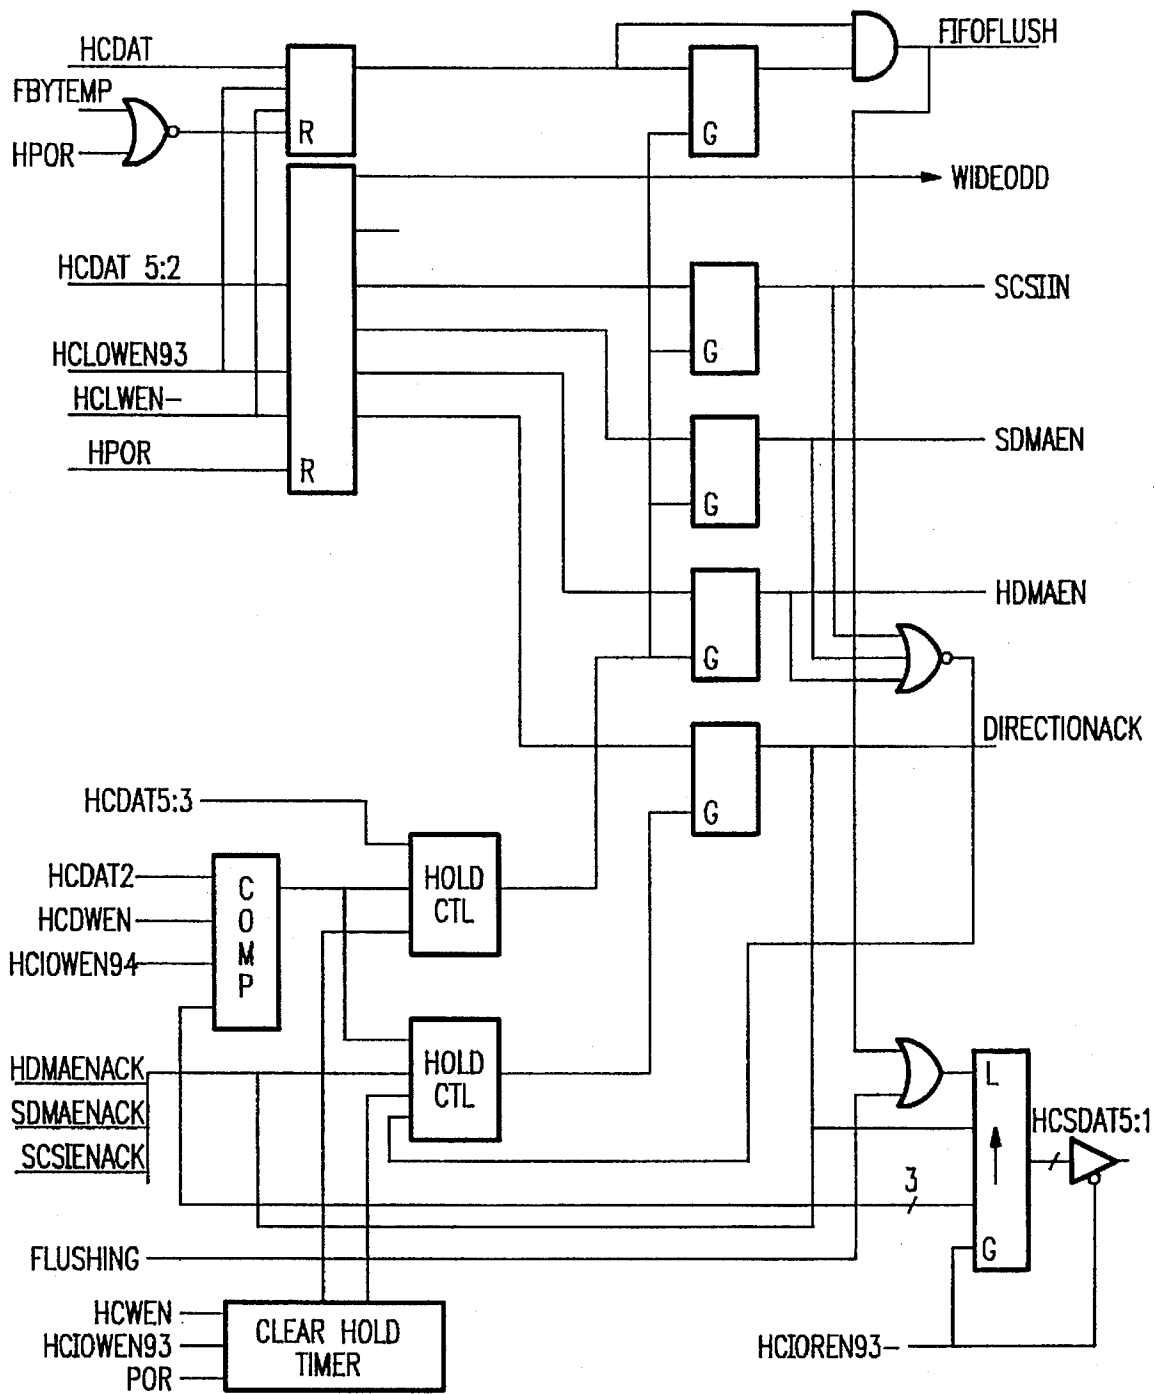 HCDAT
FIFOFLUSH
FBYTEMP
R
G
HPOR
WIDEODD
HCDAT 5:2
SCSIIN
HCLOWEN93
G
HCLWEN-
SDMAEN
HPOR
R
G
HDMAEN
G
DIRECTIONACK
HCDAT5:3
G
HCDAT2
COMP
HOLD
CTL
HCDWEN
HCIOWEN94
HDMAENACK
HOLD
CTL
L
SDMAENACK
HCSDAT5:1
SCSIENACK
3
FLUSHING
G
HCWEN
CLEAR HOLD
TIMER
HCIOWEN93
HCIOREN93-
POR